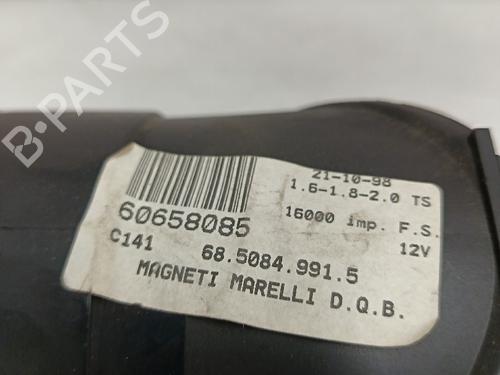 B-PARTS
21-10-98
1.6-1.8-2.0 TS
60658085
16000 imp. F.S.
C141
68.5084.991.5
12V
MAGNETI MARELLI D.Q.B.